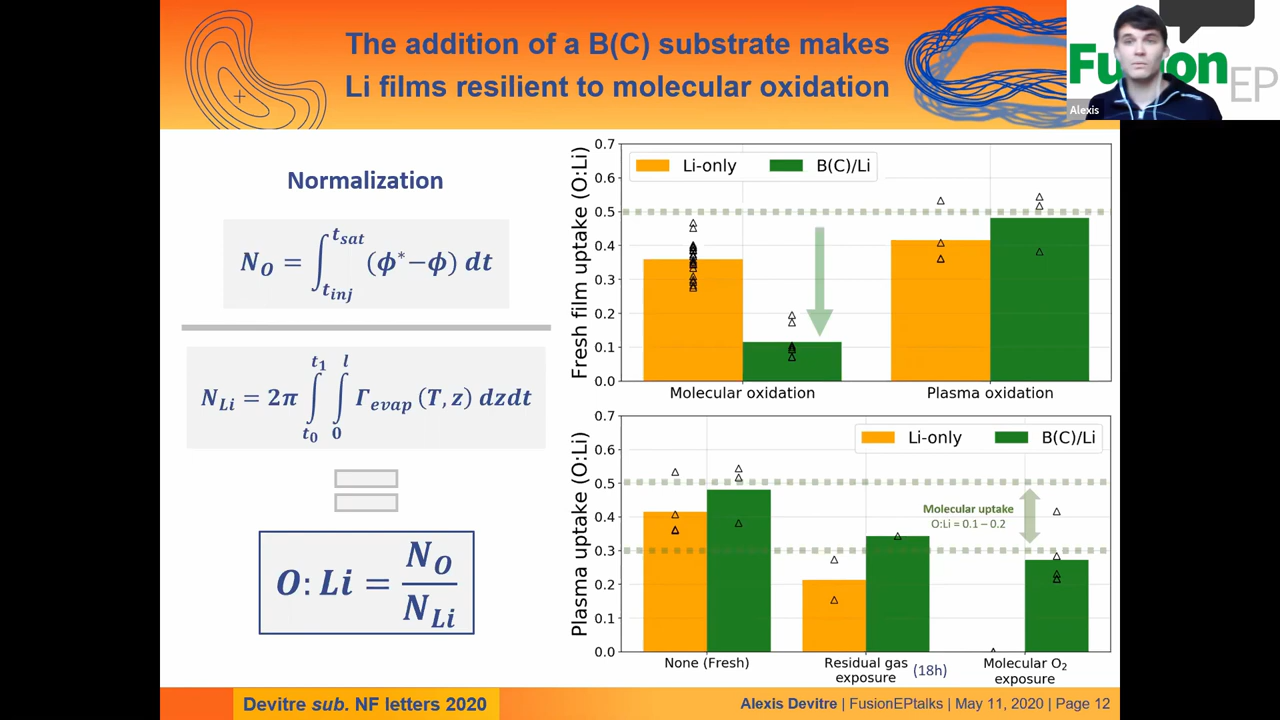 The addition of a B(C) substrate makes
Li films resilient to molecular oxidation
Fusion
EP
Alexis
Normalization
N_O = ∫_{t_inj}^{t_sat} (ϕ* − ϕ) dt
N_Li = 2π ∫_{t_0}^{t_1} ∫_0^l Γ_evap (T, z) dzdt
O: Li = N_O / N_Li
Fresh film uptake (O:Li)
0.7
0.6
0.5
0.4
0.3
0.2
0.1
0.0
Li-only
B(C)/Li
Molecular oxidation
Plasma oxidation
Plasma uptake (O:Li)
0.7
0.6
0.5
0.4
0.3
0.2
0.1
0.0
Li-only
B(C)/Li
Molecular uptake
O:Li = 0.1 – 0.2
None (Fresh)
Residual gas
exposure
(18h)
Molecular O₂
exposure
Devitre sub. NF letters 2020
Alexis Devitre | FusionEPtalks | May 11, 2020 | Page 12